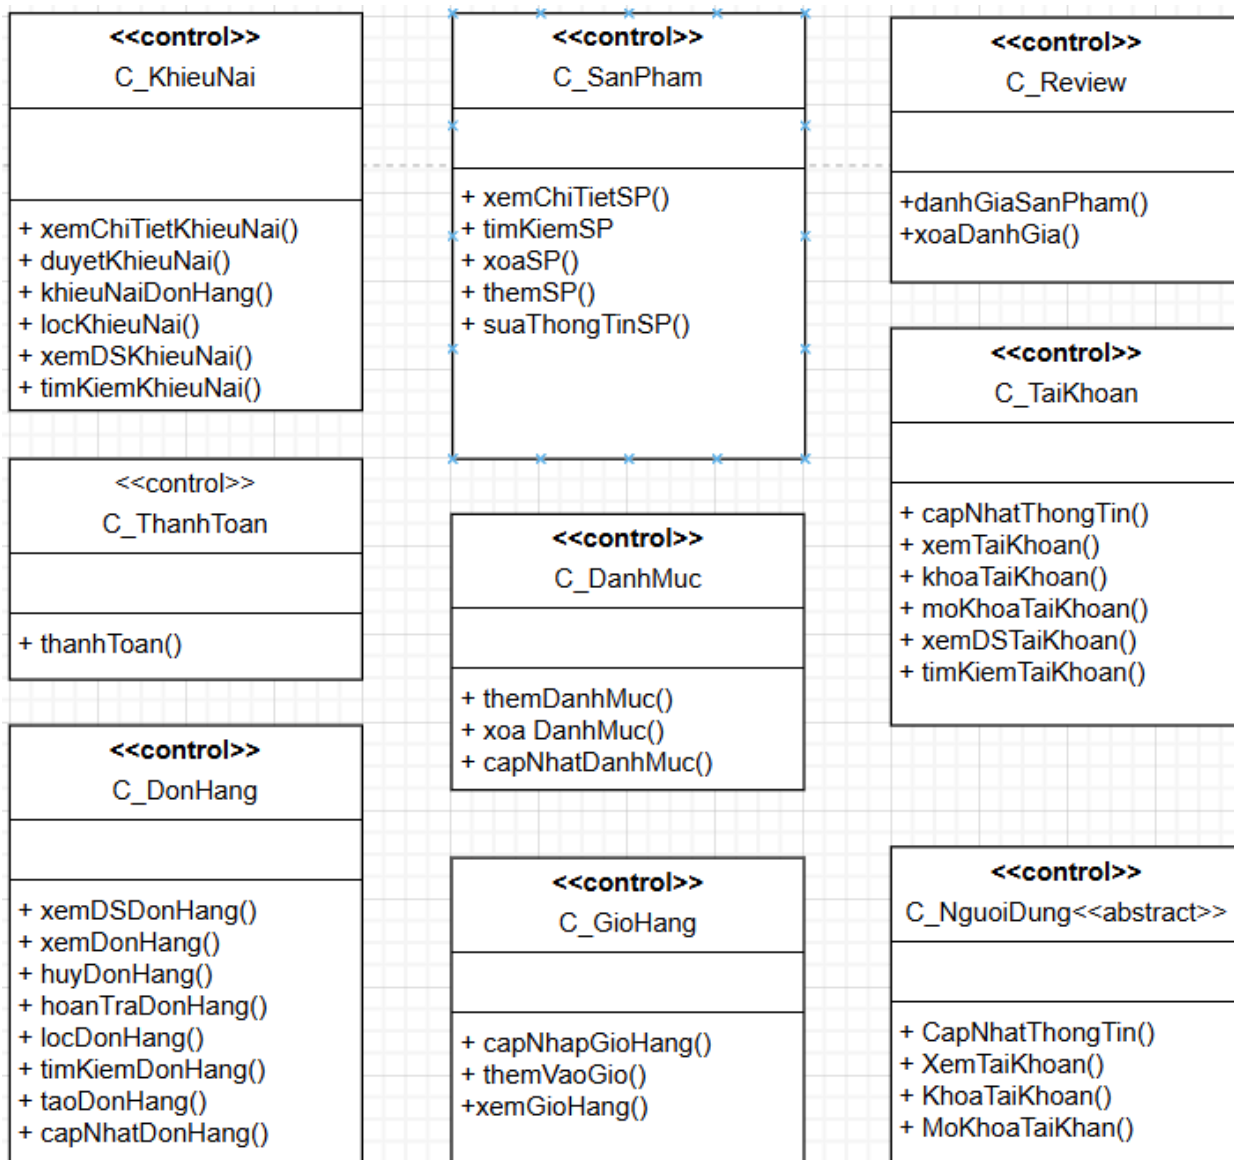 <<control>>
C_KhieuNai
+ xemChiTietKhieuNai()
+ duyetKhieuNai()
+ khieuNaiDonHang()
+ locKhieuNai()
+ xemDSKhieuNai()
+ timKiemKhieuNai()
<<control>>
C_ThanhToan
+ thanhToan()
<<control>>
C_DonHang
+ xemDSDonHang()
+ xemDonHang()
+ huyDonHang()
+ hoanTraDonHang()
+ locDonHang()
+ timKiemDonHang()
+ taoDonHang()
+ capNhatDonHang()
<<control>>
C_SanPham
+ xemChiTietSP()
+ timKiemSP
+ xoaSP()
+ themSP()
+ suaThongTinSP()
<<control>>
C_DanhMuc
+ themDanhMuc()
+ xoa DanhMuc()
+ capNhatDanhMuc()
<<control>>
C_GioHang
+ capNhapGioHang()
+ themVaoGio()
+xemGioHang()
<<control>>
C_Review
+danhGiaSanPham()
+xoaDanhGia()
<<control>>
C_TaiKhoan
+ capNhatThongTin()
+ xemTaiKhoan()
+ khoaTaiKhoan()
+ moKhoaTaiKhoan()
+ xemDSTaiKhoan()
+ timKiemTaiKhoan()
<<control>>
C_NguoiDung<<abstract>>
+ CapNhatThongTin()
+ XemTaiKhoan()
+ KhoaTaiKhoan()
+ MoKhoaTaiKhan()